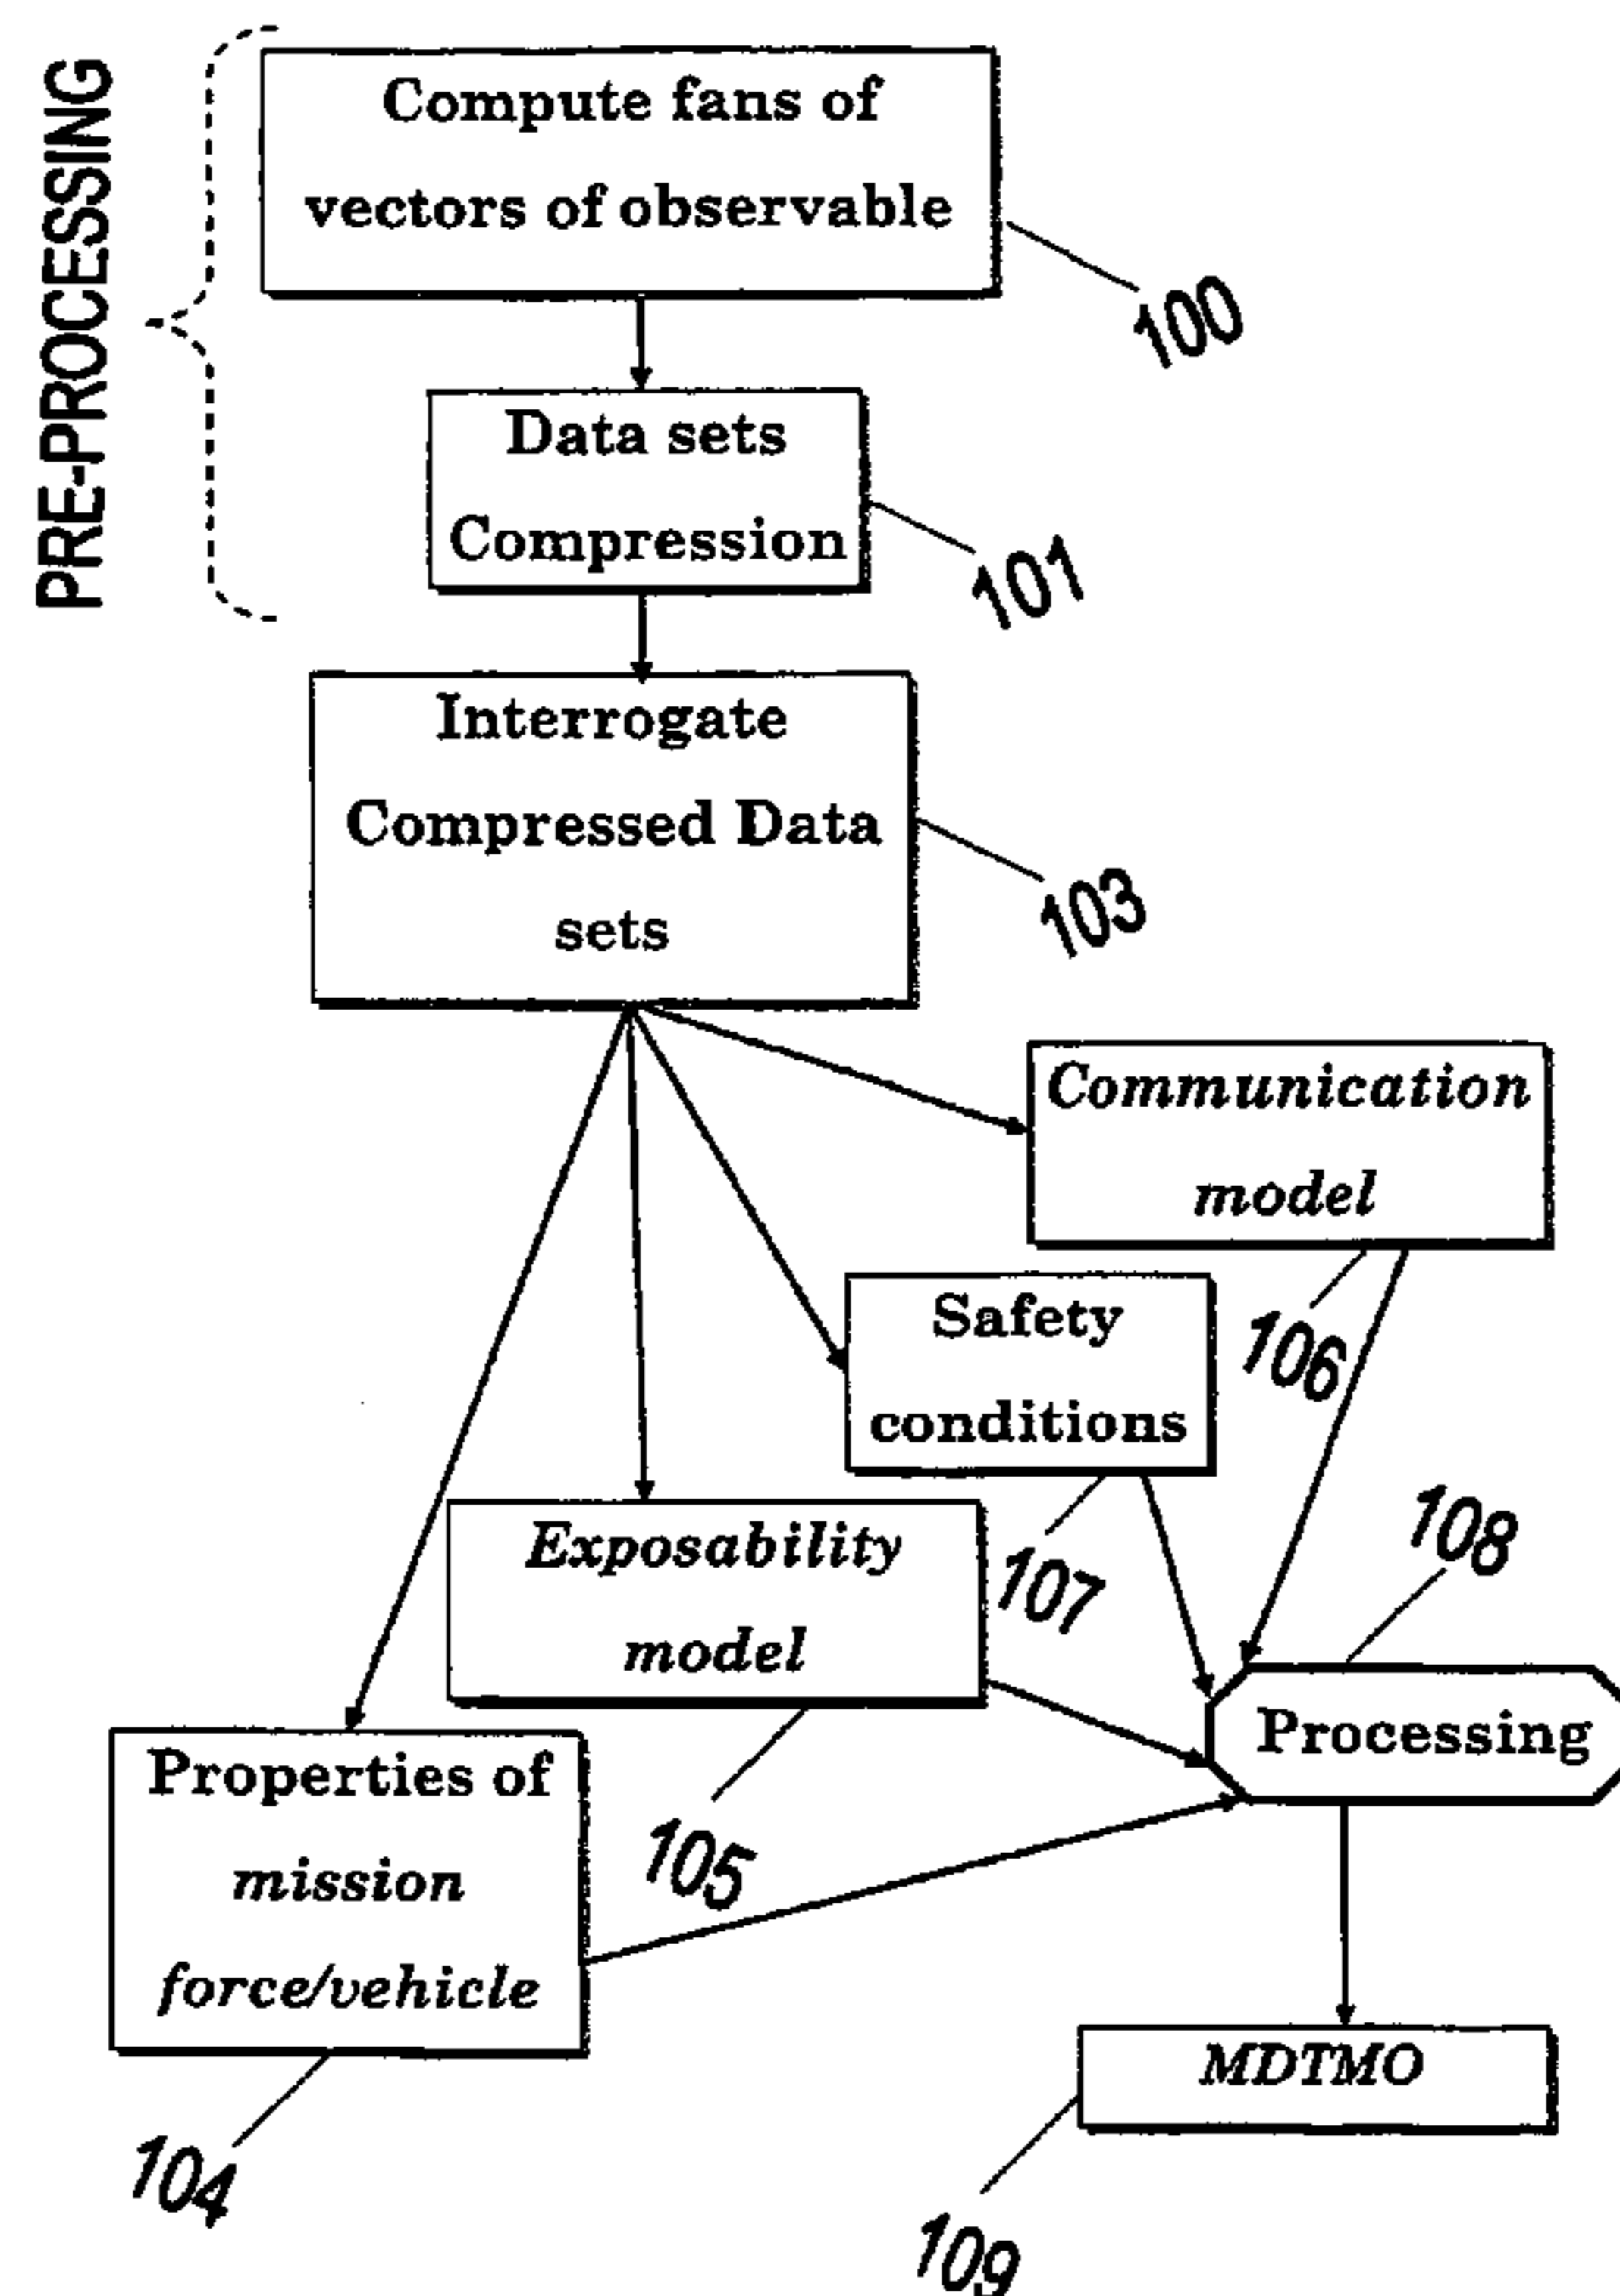 PRE-PROCESSING
Compute fans of
vectors of observable
100
Data sets
Compression
101
Interrogate
Compressed Data
sets
103
Communication
model
106
Safety
conditions
107
108
Exposability
model
105
Processing
Properties of
mission
force/vehicle
104
MDTMO
109